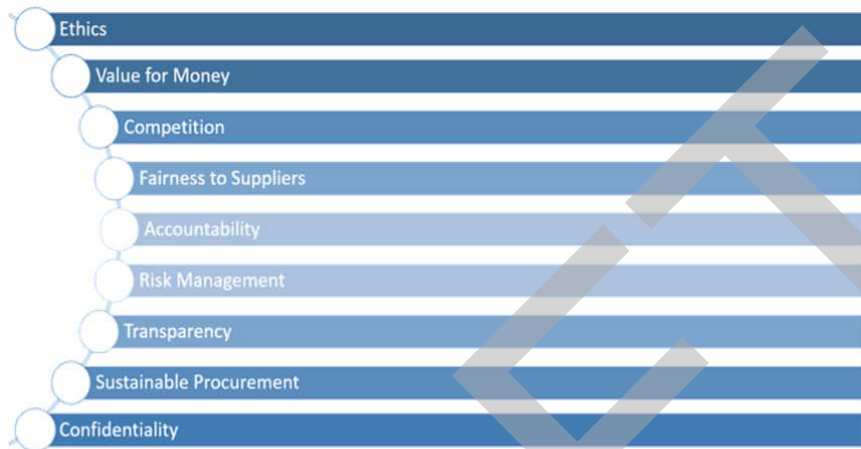 Ethics
Value for Money
Competition
Fairness to Suppliers
Accountability
Risk Management
Transparency
Sustainable Procurement
Confidentiality